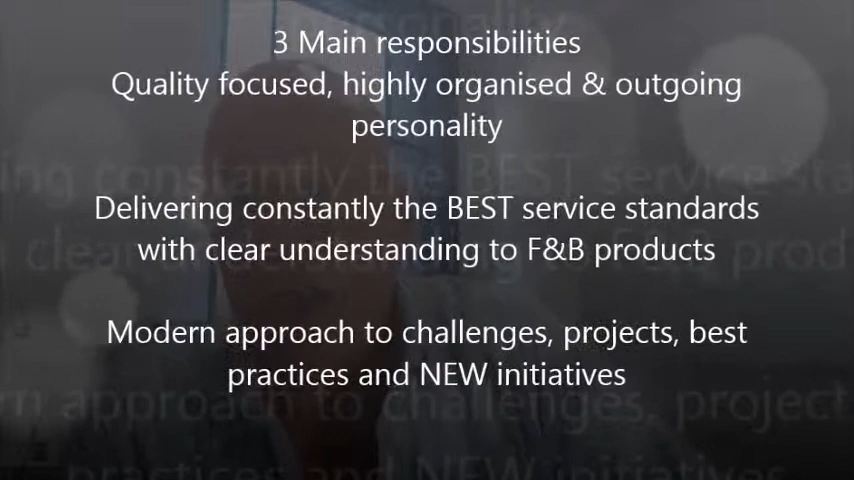 3 Main responsibilities
Quality focused, highly organised & outgoing
personality
Delivering constantly the BEST service standards
with clear understanding to F&B products
Modern approach to challenges, projects, best
practices and NEW initiatives